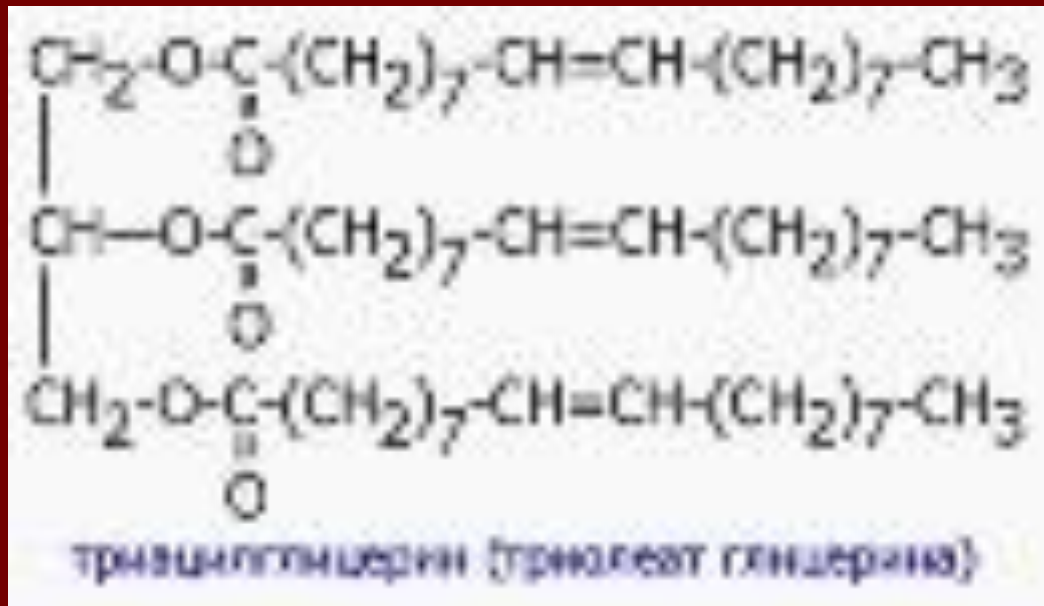 CH2-O-C-(CH2)7-CH=CH-(CH2)7-CH3
O
CH—O-C-(CH2)7-CH=CH-(CH2)7-CH3
O
CH2-O-C-(CH2)7-CH=CH-(CH2)7-CH3
O
триацилглицерин (триолеат глицерина)